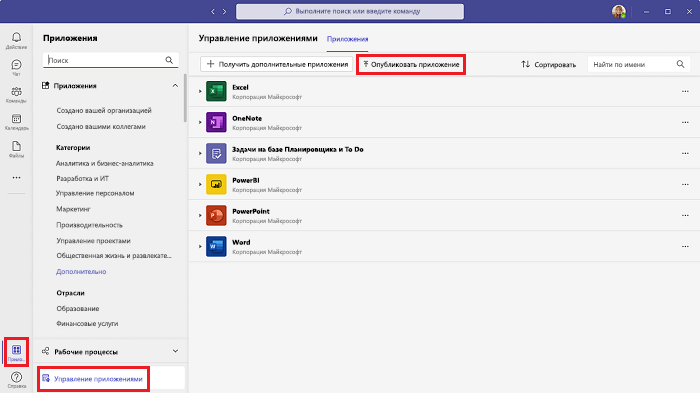 Выполните поиск или введите команду
Действие
Чат
Команды
Календарь
Файлы
Прило...
Справка
Приложения
Поиск
Приложения
Создано вашей организацией
Создано вашими коллегами
Категории
Аналитика и бизнес-аналитика
Разработка и ИТ
Управление персоналом
Маркетинг
Производительность
Управление проектами
Общественная жизнь и развлекате...
Дополнительно
Отрасли
Образование
Финансовые услуги
Рабочие процессы
Управление приложениями
Управление приложениями Приложения
Получить дополнительные приложения Опубликовать приложение Сортировать Найти по имени
Excel
Корпорация Майкрософт
OneNote
Корпорация Майкрософт
Задачи на базе Планировщика и To Do
Корпорация Майкрософт
PowerBI
Корпорация Майкрософт
PowerPoint
Корпорация Майкрософт
Word
Корпорация Майкрософт